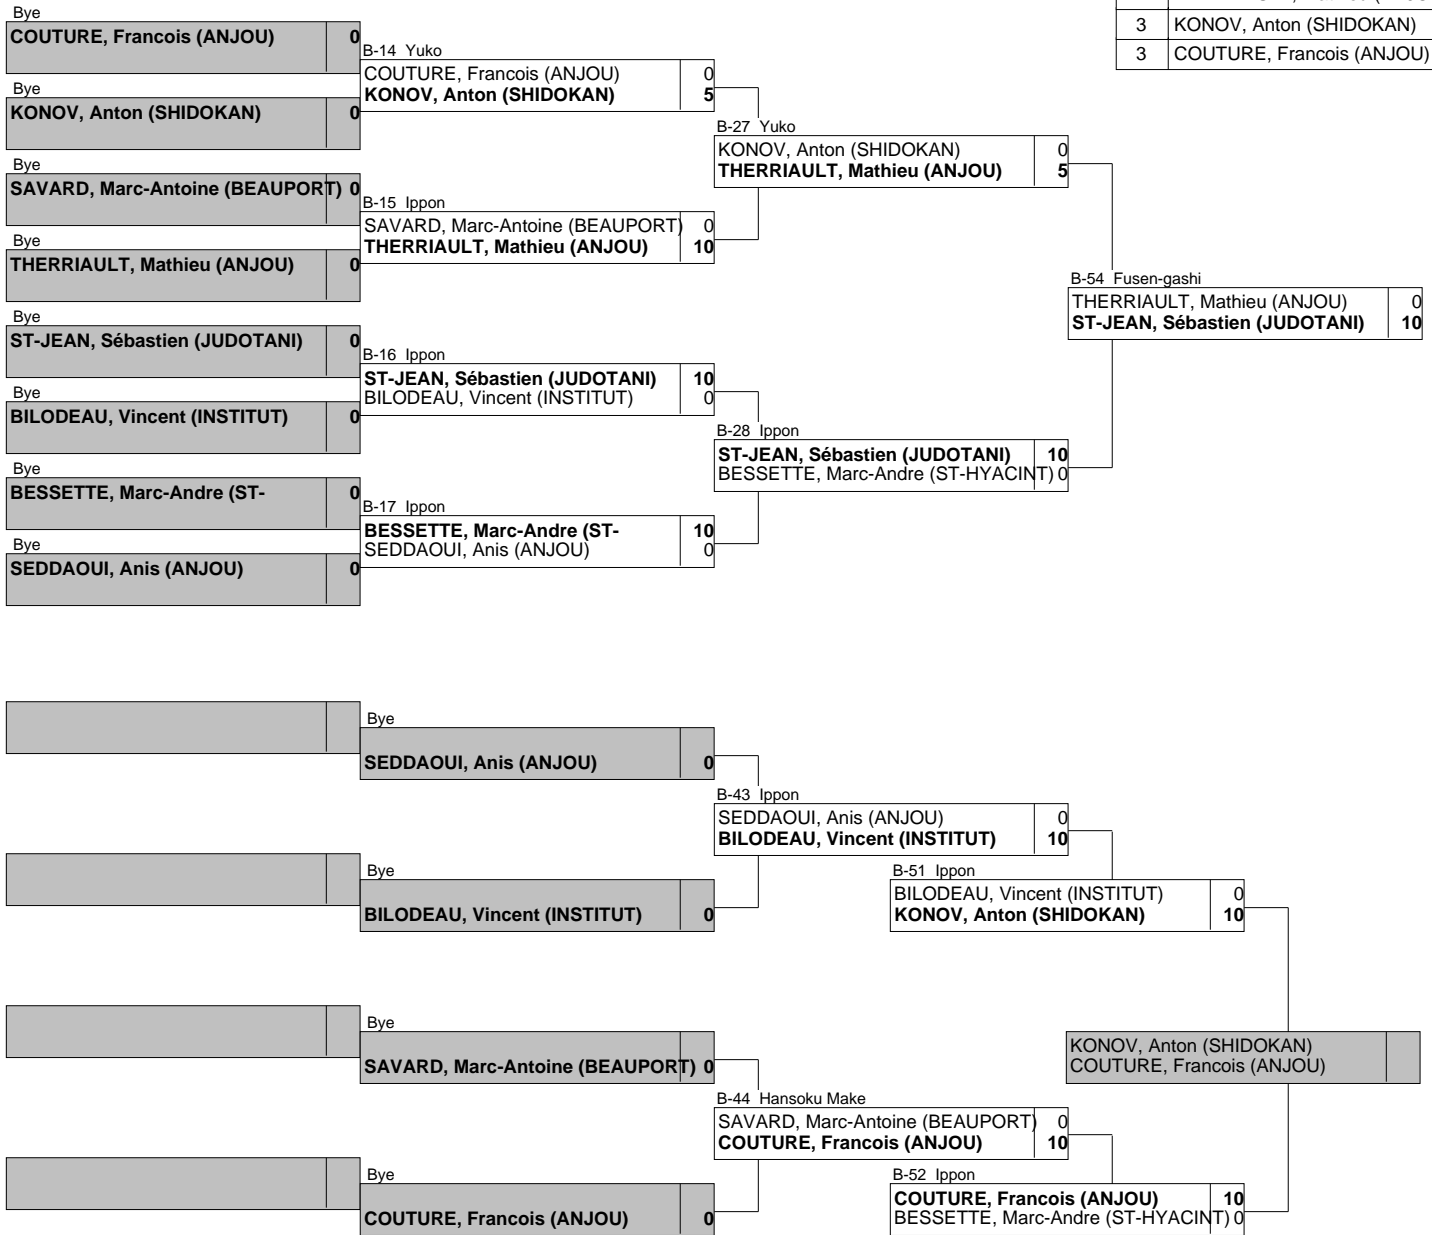 Bye
COUTURE, Francois (ANJOU) 0
3 KONOV, Anton (SHIDOKAN)
3 COUTURE, Francois (ANJOU)
B-14 Yuko
COUTURE, Francois (ANJOU) 0
KONOV, Anton (SHIDOKAN) 5
Bye
KONOV, Anton (SHIDOKAN) 0
B-27 Yuko
KONOV, Anton (SHIDOKAN) 0
THERRIAULT, Mathieu (ANJOU) 5
Bye
SAVARD, Marc-Antoine (BEAUPORT) 0
B-15 Ippon
SAVARD, Marc-Antoine (BEAUPORT) 0
THERRIAULT, Mathieu (ANJOU) 10
Bye
THERRIAULT, Mathieu (ANJOU) 0
B-54 Fusen-gashi
THERRIAULT, Mathieu (ANJOU) 0
ST-JEAN, Sébastien (JUDOTANI) 10
Bye
ST-JEAN, Sébastien (JUDOTANI) 0
B-16 Ippon
ST-JEAN, Sébastien (JUDOTANI) 10
BILODEAU, Vincent (INSTITUT) 0
Bye
BILODEAU, Vincent (INSTITUT) 0
B-28 Ippon
ST-JEAN, Sébastien (JUDOTANI) 10
BESSETTE, Marc-Andre (ST-HYACINT) 0
Bye
BESSETTE, Marc-Andre (ST- 0
B-17 Ippon
BESSETTE, Marc-Andre (ST- 10
SEDDAOUI, Anis (ANJOU) 0
Bye
SEDDAOUI, Anis (ANJOU) 0
Bye
SEDDAOUI, Anis (ANJOU) 0
B-43 Ippon
SEDDAOUI, Anis (ANJOU) 0
BILODEAU, Vincent (INSTITUT) 10
Bye
BILODEAU, Vincent (INSTITUT) 0
B-51 Ippon
BILODEAU, Vincent (INSTITUT) 0
KONOV, Anton (SHIDOKAN) 10
Bye
SAVARD, Marc-Antoine (BEAUPORT) 0
KONOV, Anton (SHIDOKAN)
COUTURE, Francois (ANJOU)
B-44 Hansoku Make
SAVARD, Marc-Antoine (BEAUPORT) 0
COUTURE, Francois (ANJOU) 10
Bye
COUTURE, Francois (ANJOU) 0
B-52 Ippon
COUTURE, Francois (ANJOU) 10
BESSETTE, Marc-Andre (ST-HYACINT) 0